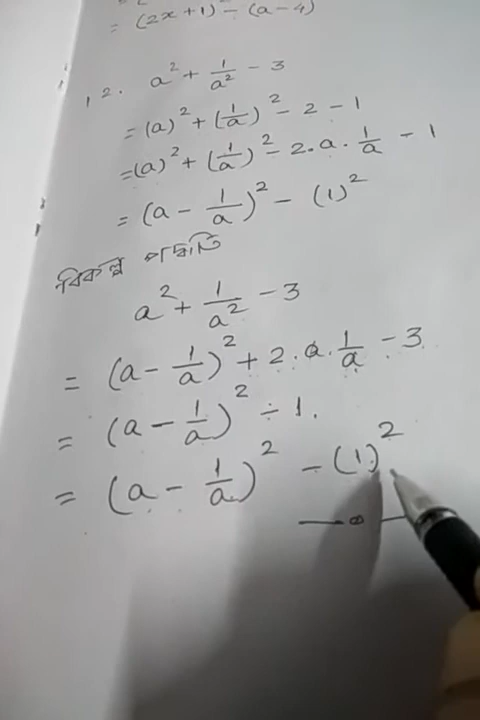 = (2x+1)² - (a-4)
12. a² + 1/a² - 3
= (a)² + (1/a)² - 2 - 1
= (a)² + (1/a)² - 2.a.1/a - 1
= (a - 1/a)² - (1)²
বিকল্প পদ্ধতি
a² + 1/a² - 3
= (a - 1/a)² + 2.a.1/a - 3
= (a - 1/a)² ÷ 1.
= (a - 1/a)² - (1)²